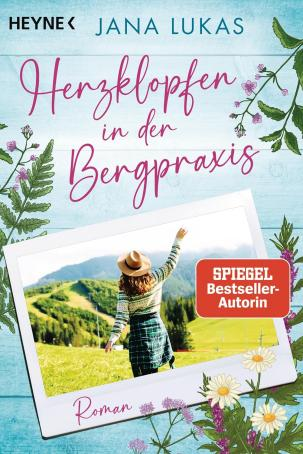 HEYNE <
JANA LUKAS
Herzklopfen
in der
Bergpraxis
SPIEGEL
Bestseller-
Autorin
Roman